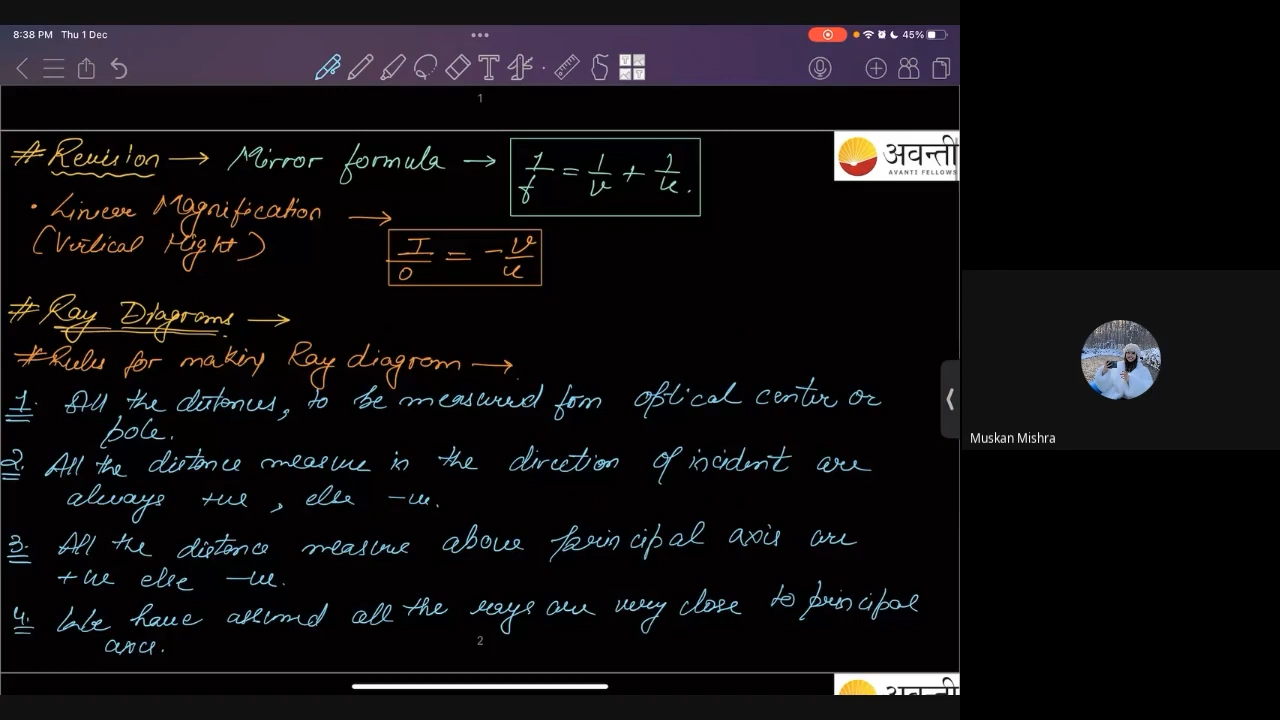 8:38 PM Thu 1 Dec
45%
1
# Revision → Mirror formula → 1/f = 1/v + 1/u.
अवन्ती
AVANTI FELLOWS
· Linear Magnification →
(Vertical Hight)
I/O = -v/u
# Ray Diagrams →
# Rules for making Ray diagram →
1. All the distances, to be measured from optical center or
pole.
2. All the distance measure in the direction of incident are
always +ve, else -ve.
3. All the distance measure above principal axis are
+ve else -ve.
4. We have assumed all the rays are very close to principal
axis.
2
अवन्ती
Muskan Mishra